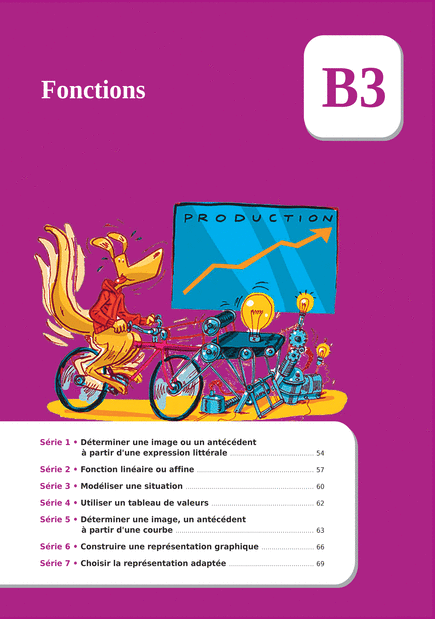 Fonctions
B3
PRODUCTION
Série 1 • Déterminer une image ou un antécédent
à partir d'une expression littérale 54
Série 2 • Fonction linéaire ou affine 57
Série 3 • Modéliser une situation 60
Série 4 • Utiliser un tableau de valeurs 62
Série 5 • Déterminer une image, un antécédent
à partir d'une courbe 63
Série 6 • Construire une représentation graphique 66
Série 7 • Choisir la représentation adaptée 69